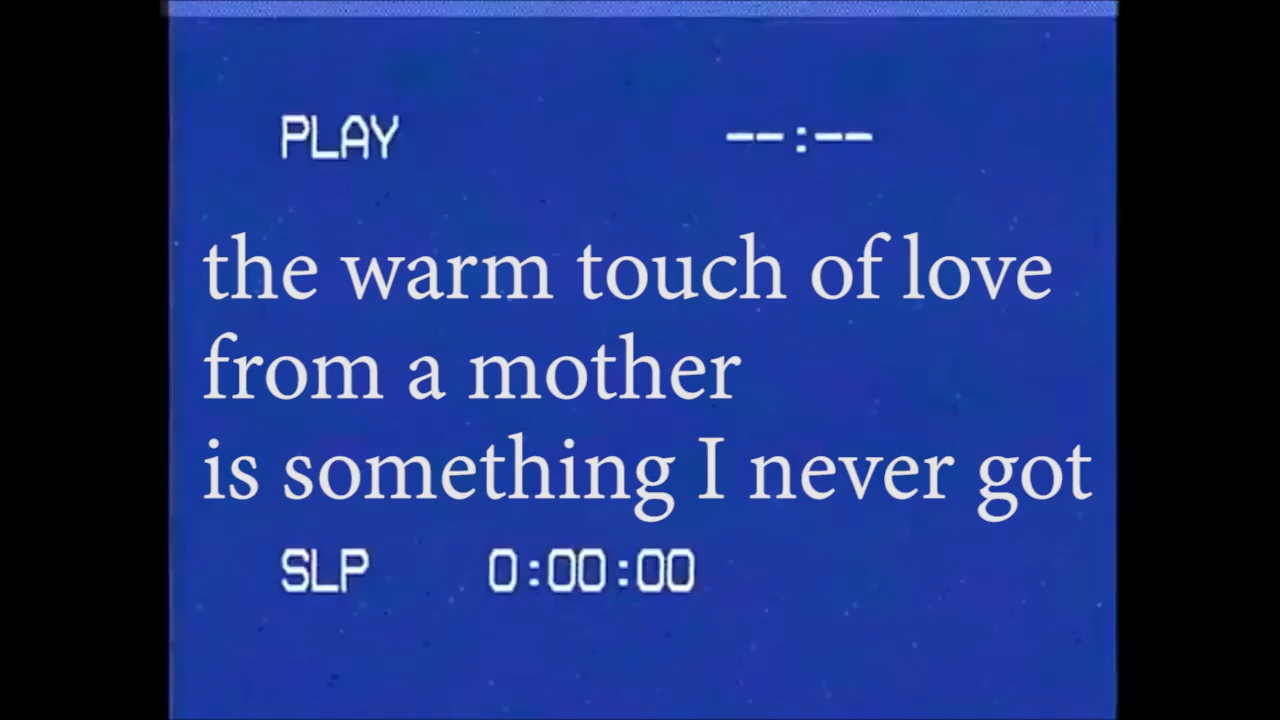 PLAY --:--
the warm touch of love
from a mother
is something I never got
SLP 0:00:00